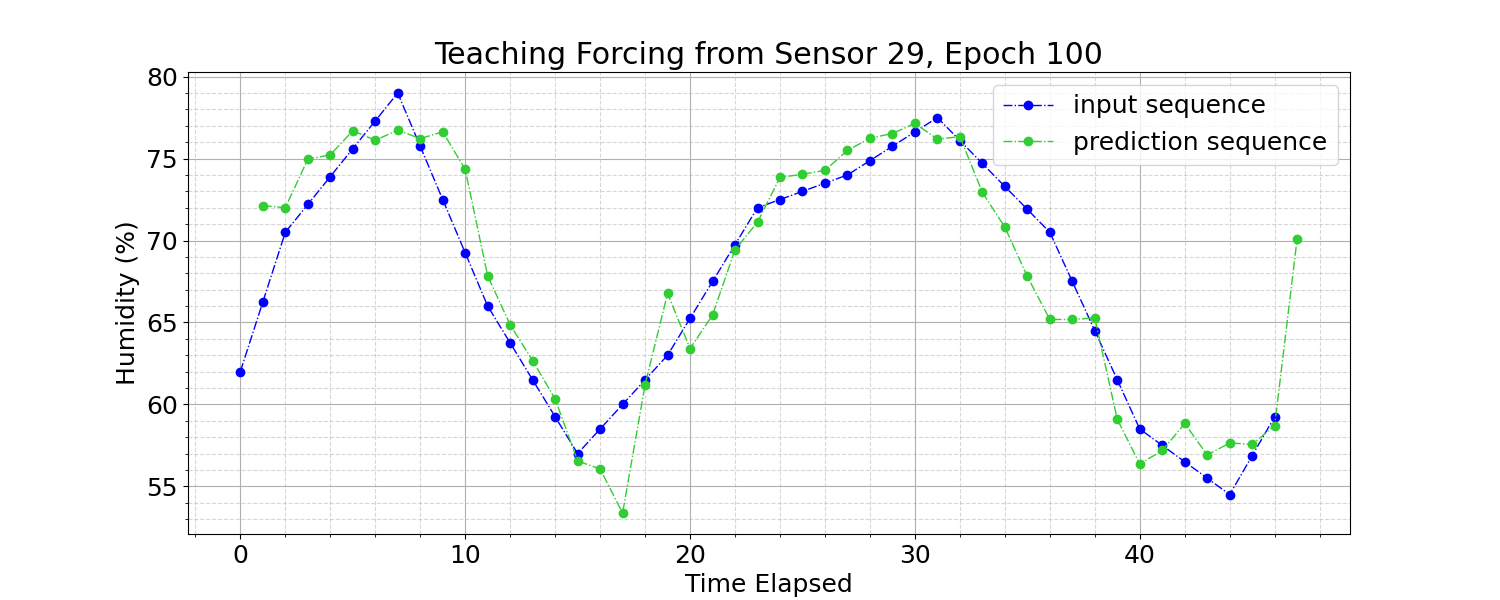 Teaching Forcing from Sensor 29, Epoch 100
input sequence
prediction sequence
Humidity (%)
80
75
70
65
60
55
0 10 20 30 40
Time Elapsed